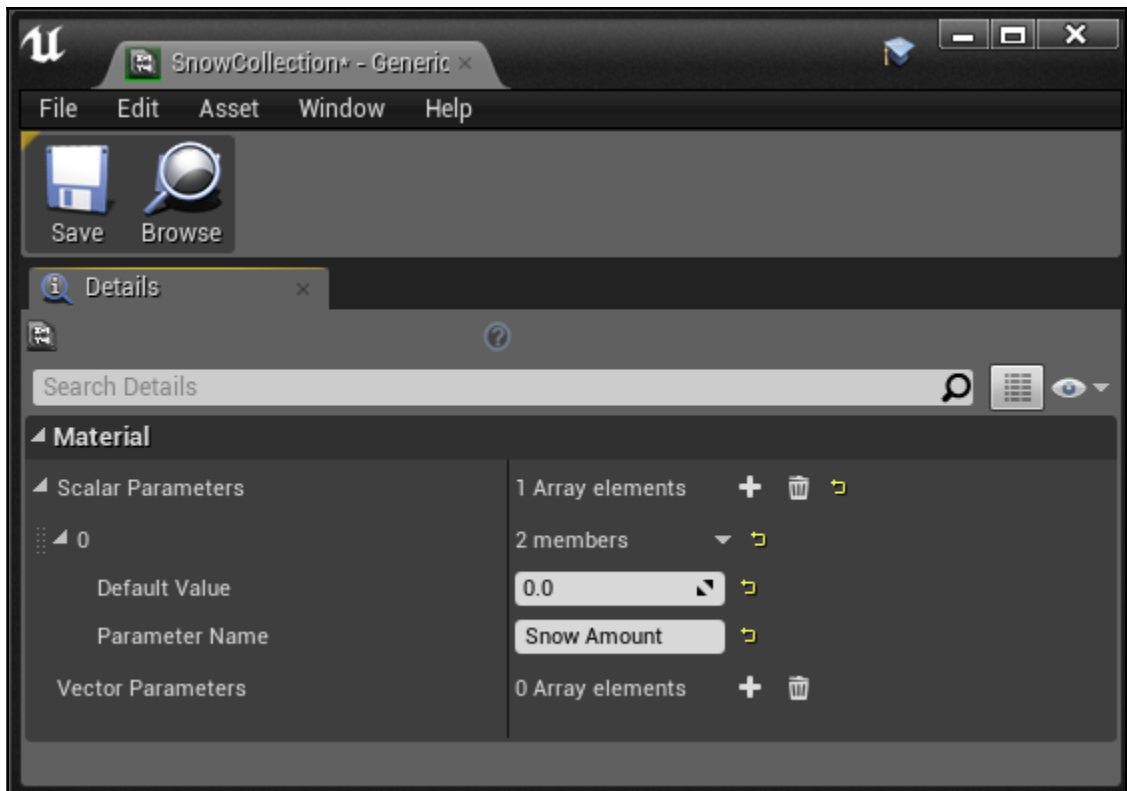 SnowCollection* - Generic
File Edit Asset Window Help
Save Browse
Details
Search Details
Material
Scalar Parameters 1 Array elements
0 2 members
Default Value 0.0
Parameter Name Snow Amount
Vector Parameters 0 Array elements